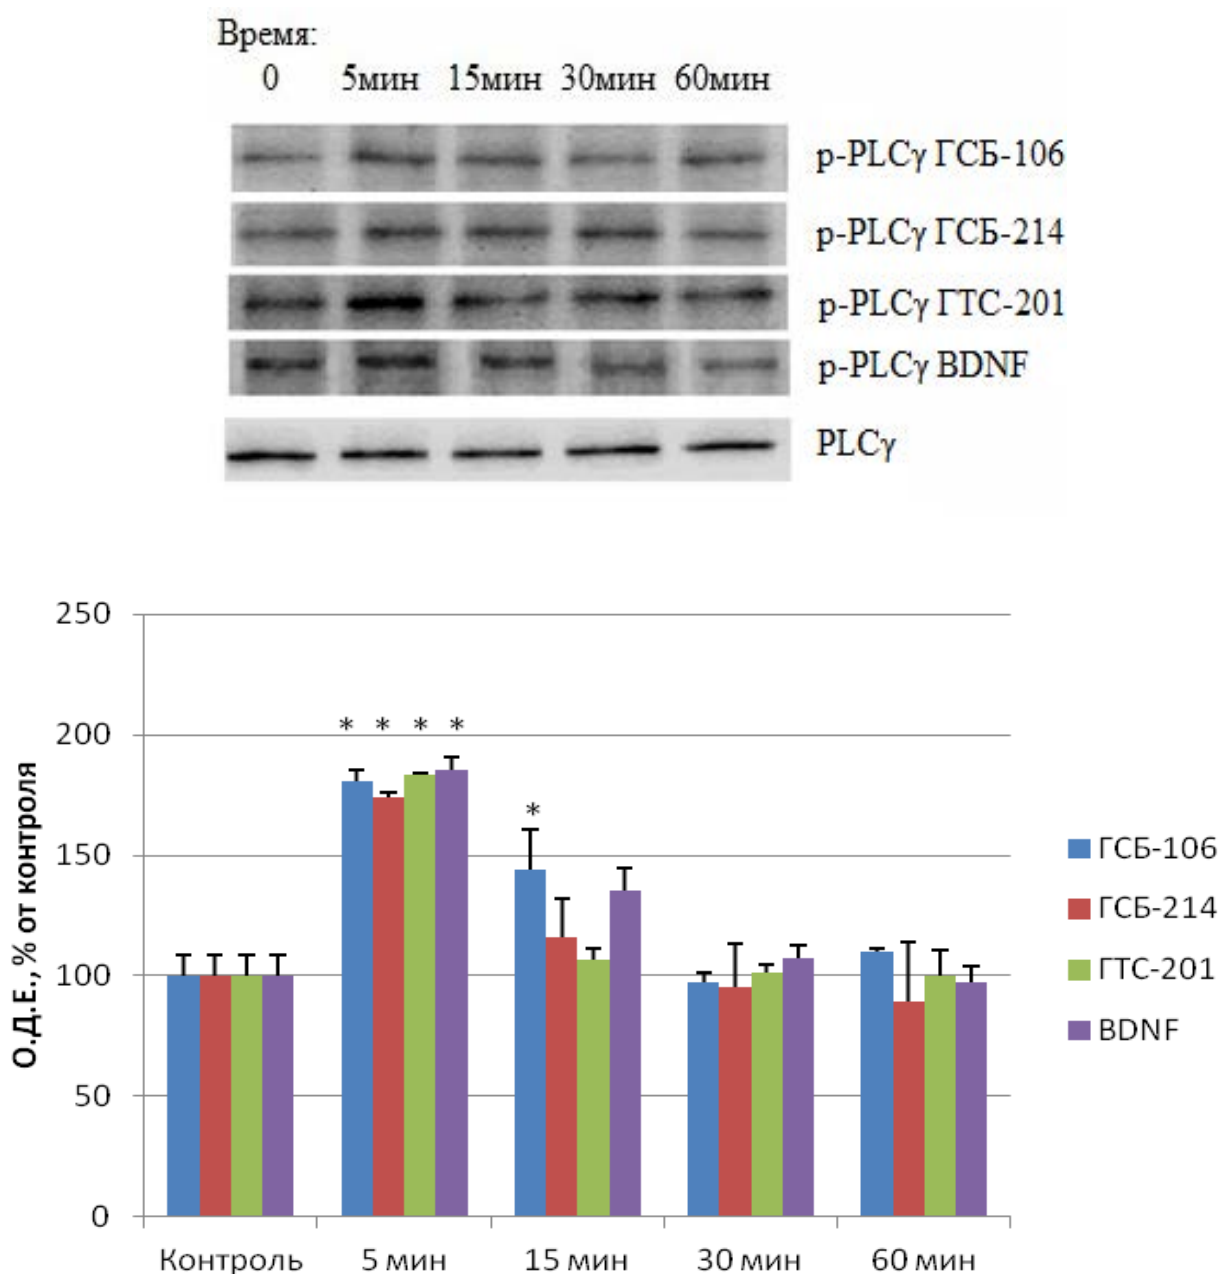 Время:
0 5мин 15мин 30мин 60мин
p-PLCγ ГСБ-106
p-PLCγ ГСБ-214
p-PLCγ ГТС-201
p-PLCγ BDNF
PLCγ
250
200
150
100
50
0
О.Д.Е., % от контроля
* * * *
*
Контроль 5 мин 15 мин 30 мин 60 мин
ГСБ-106
ГСБ-214
ГТС-201
BDNF